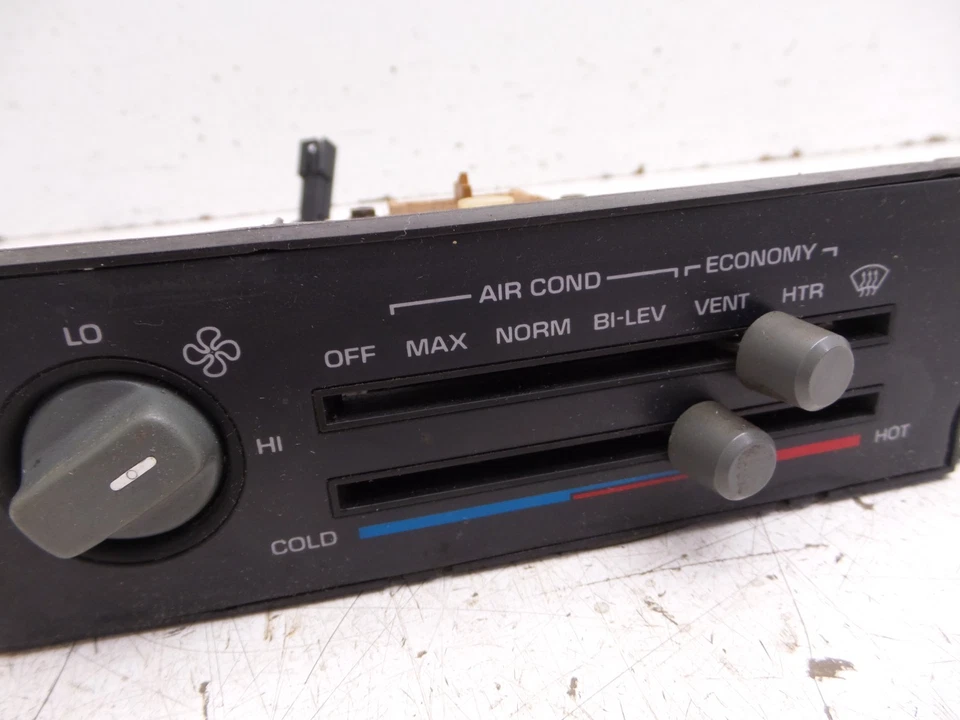 LO
HI
AIR COND
ECONOMY
OFF MAX NORM BI-LEV VENT HTR
COLD
HOT